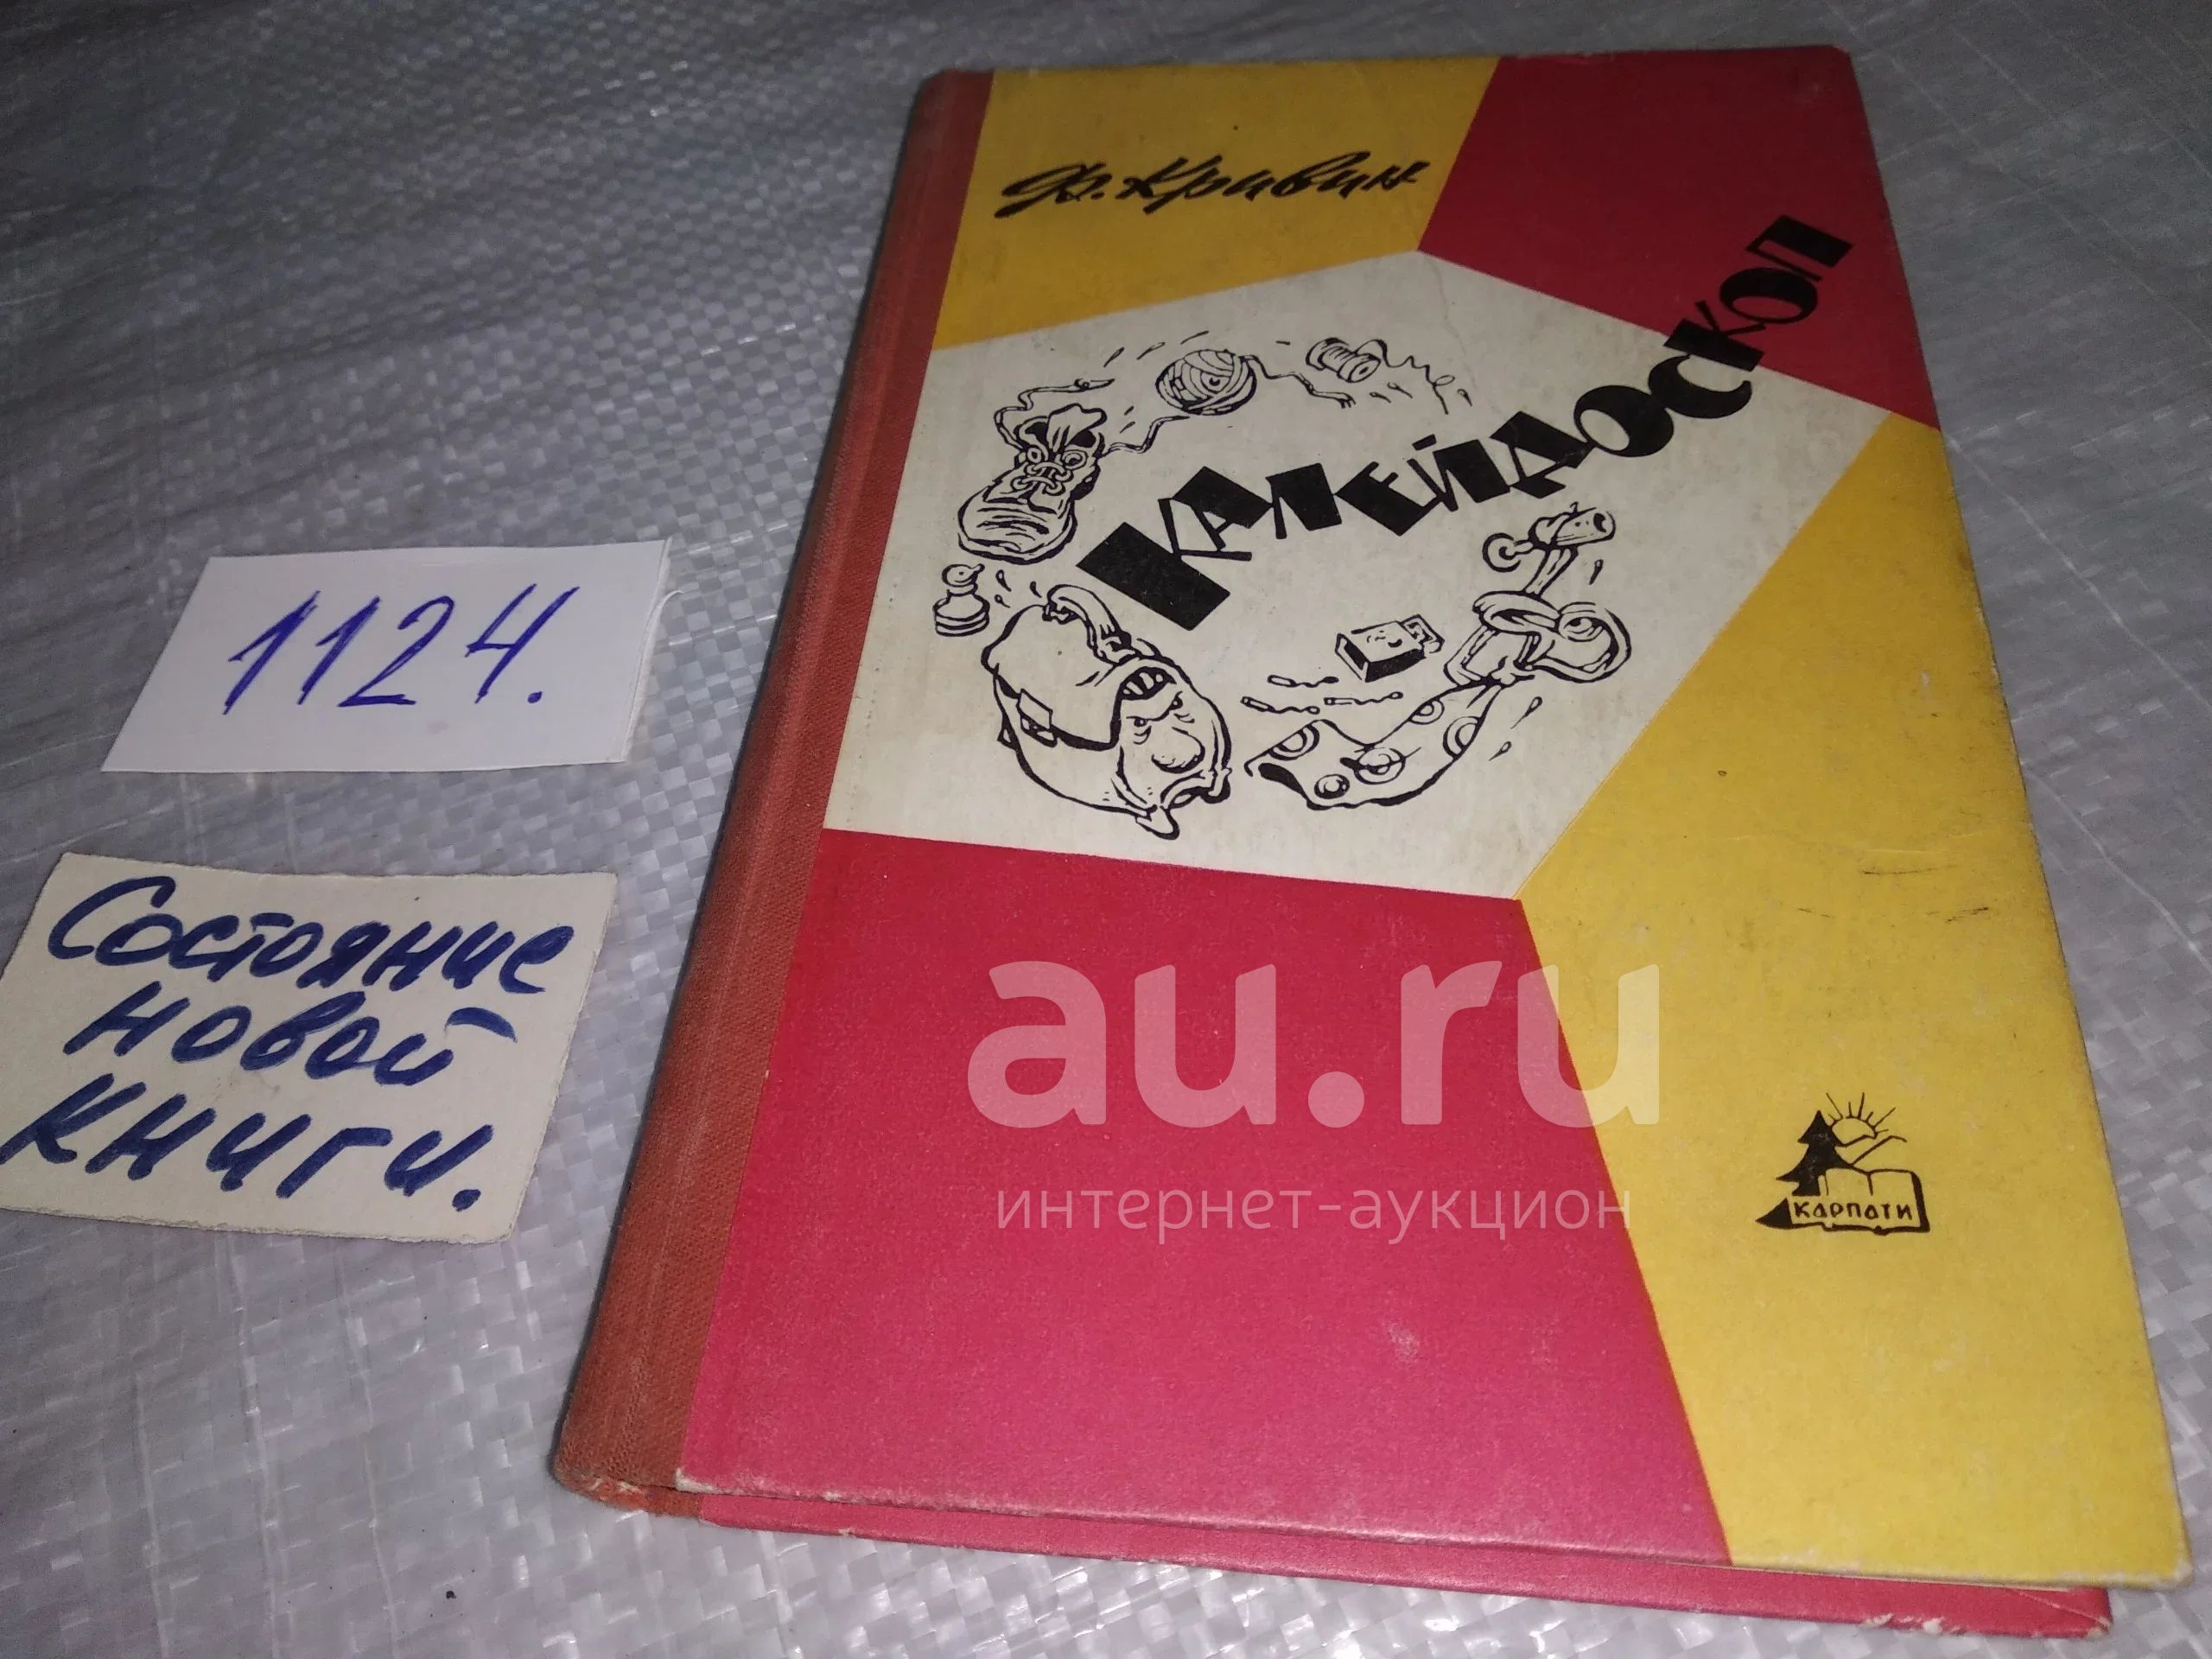 Ф. Кривин
КАЛЕЙДОСКОП
1124.
Состояние
новой
книги.
au.ru
интернет-аукцион
КАРПАТИ